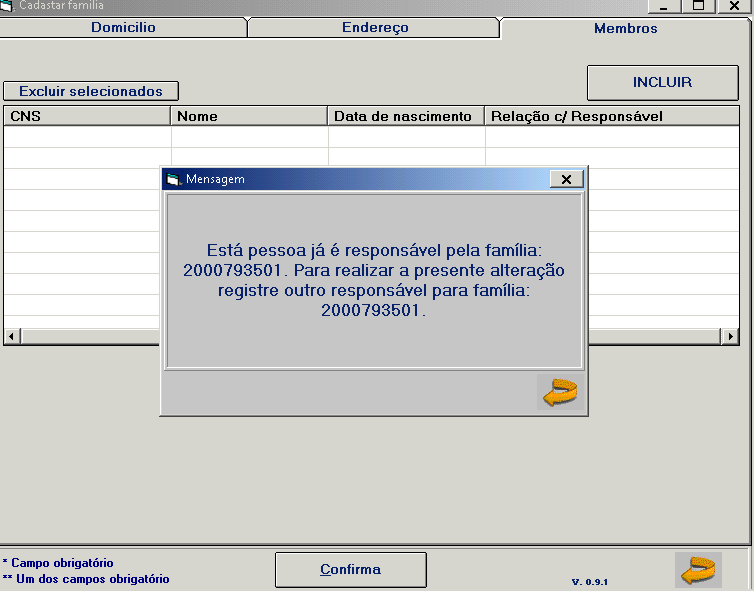 Cadastar familia
Domicilio Endereço Membros
Excluir selecionados INCLUIR
CNS Nome Data de nascimento Relação c/ Responsável
Mensagem
Está pessoa já é responsável pela família:
2000793501. Para realizar a presente alteração
registre outro responsável para família:
2000793501.
* Campo obrigatório
** Um dos campos obrigatório
Confirma
V. 0.9.1